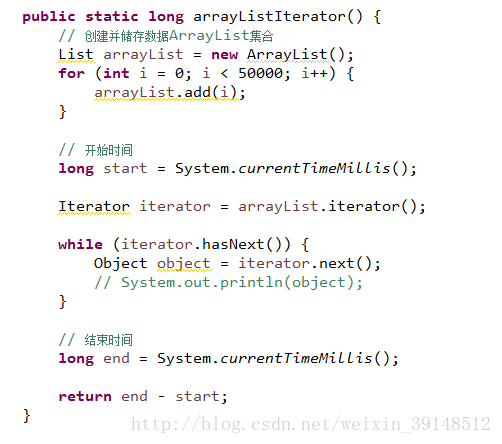 public static long arrayListIterator() {
// 创建并储存数据ArrayList集合
List arrayList = new ArrayList();
for (int i = 0; i < 50000; i++) {
arrayList.add(i);
}
// 开始时间
long start = System.currentTimeMillis();
Iterator iterator = arrayList.iterator();
while (iterator.hasNext()) {
Object object = iterator.next();
// System.out.println(object);
}
// 结束时间
long end = System.currentTimeMillis();
return end - start;
}
http://blog.csdn.net/weixin_39148512